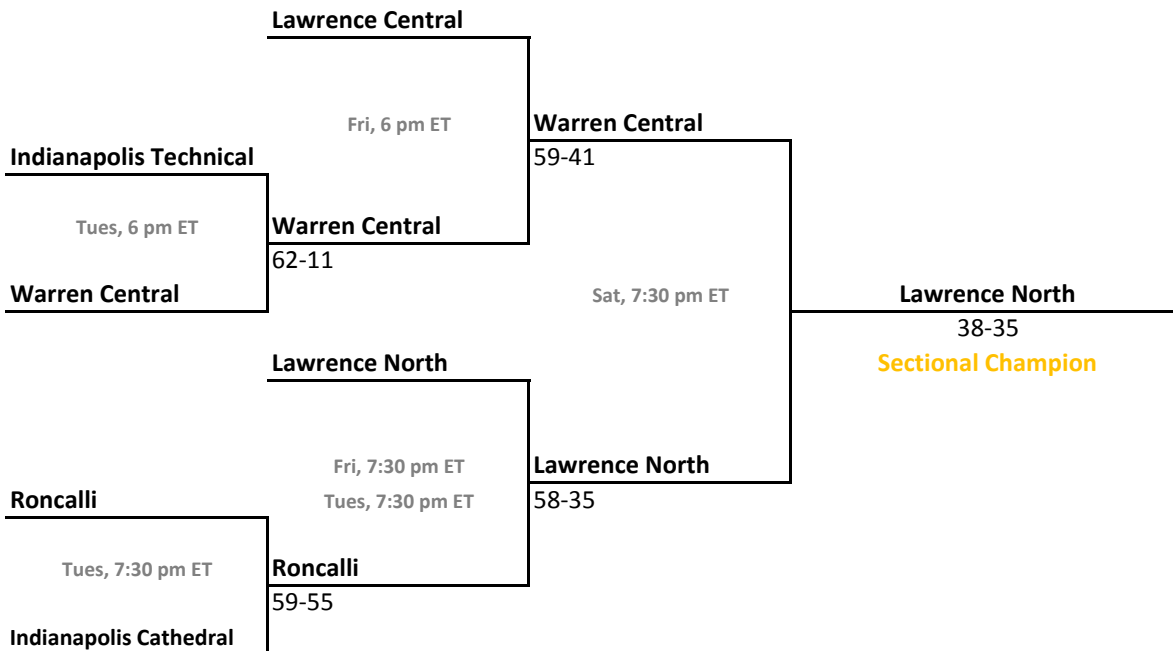 Lawrence Central
Fri, 6 pm ET
Warren Central
Indianapolis Technical
59-41
Tues, 6 pm ET
Warren Central
62-11
Warren Central
Sat, 7:30 pm ET
Lawrence North
38-35
Lawrence North
Sectional Champion
Fri, 7:30 pm ET
Lawrence North
Roncalli
Tues, 7:30 pm ET
58-35
Tues, 7:30 pm ET
Roncalli
59-55
Indianapolis Cathedral